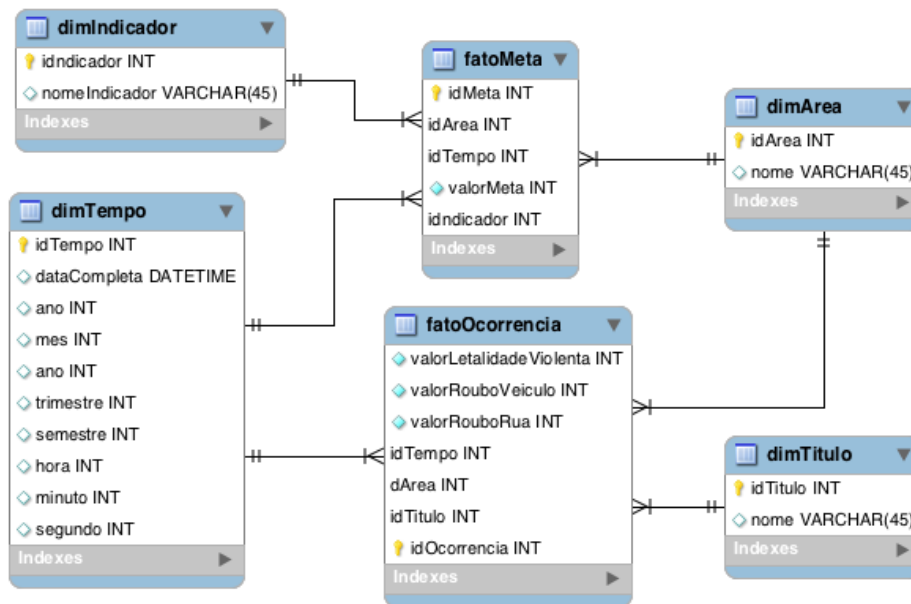 dimIndicador
idndicador INT
nomeIndicador VARCHAR(45)
Indexes
fatoMeta
idMeta INT
idArea INT
idTempo INT
valorMeta INT
idndicador INT
Indexes
dimArea
idArea INT
nome VARCHAR(45)
Indexes
dimTempo
idTempo INT
dataCompleta DATETIME
ano INT
mes INT
ano INT
trimestre INT
semestre INT
hora INT
minuto INT
segundo INT
Indexes
fatoOcorrencia
valorLetalidadeViolenta INT
valorRouboVeiculo INT
valorRouboRua INT
idTempo INT
dArea INT
idTitulo INT
idOcorrencia INT
Indexes
dimTitulo
idTitulo INT
nome VARCHAR(45)
Indexes